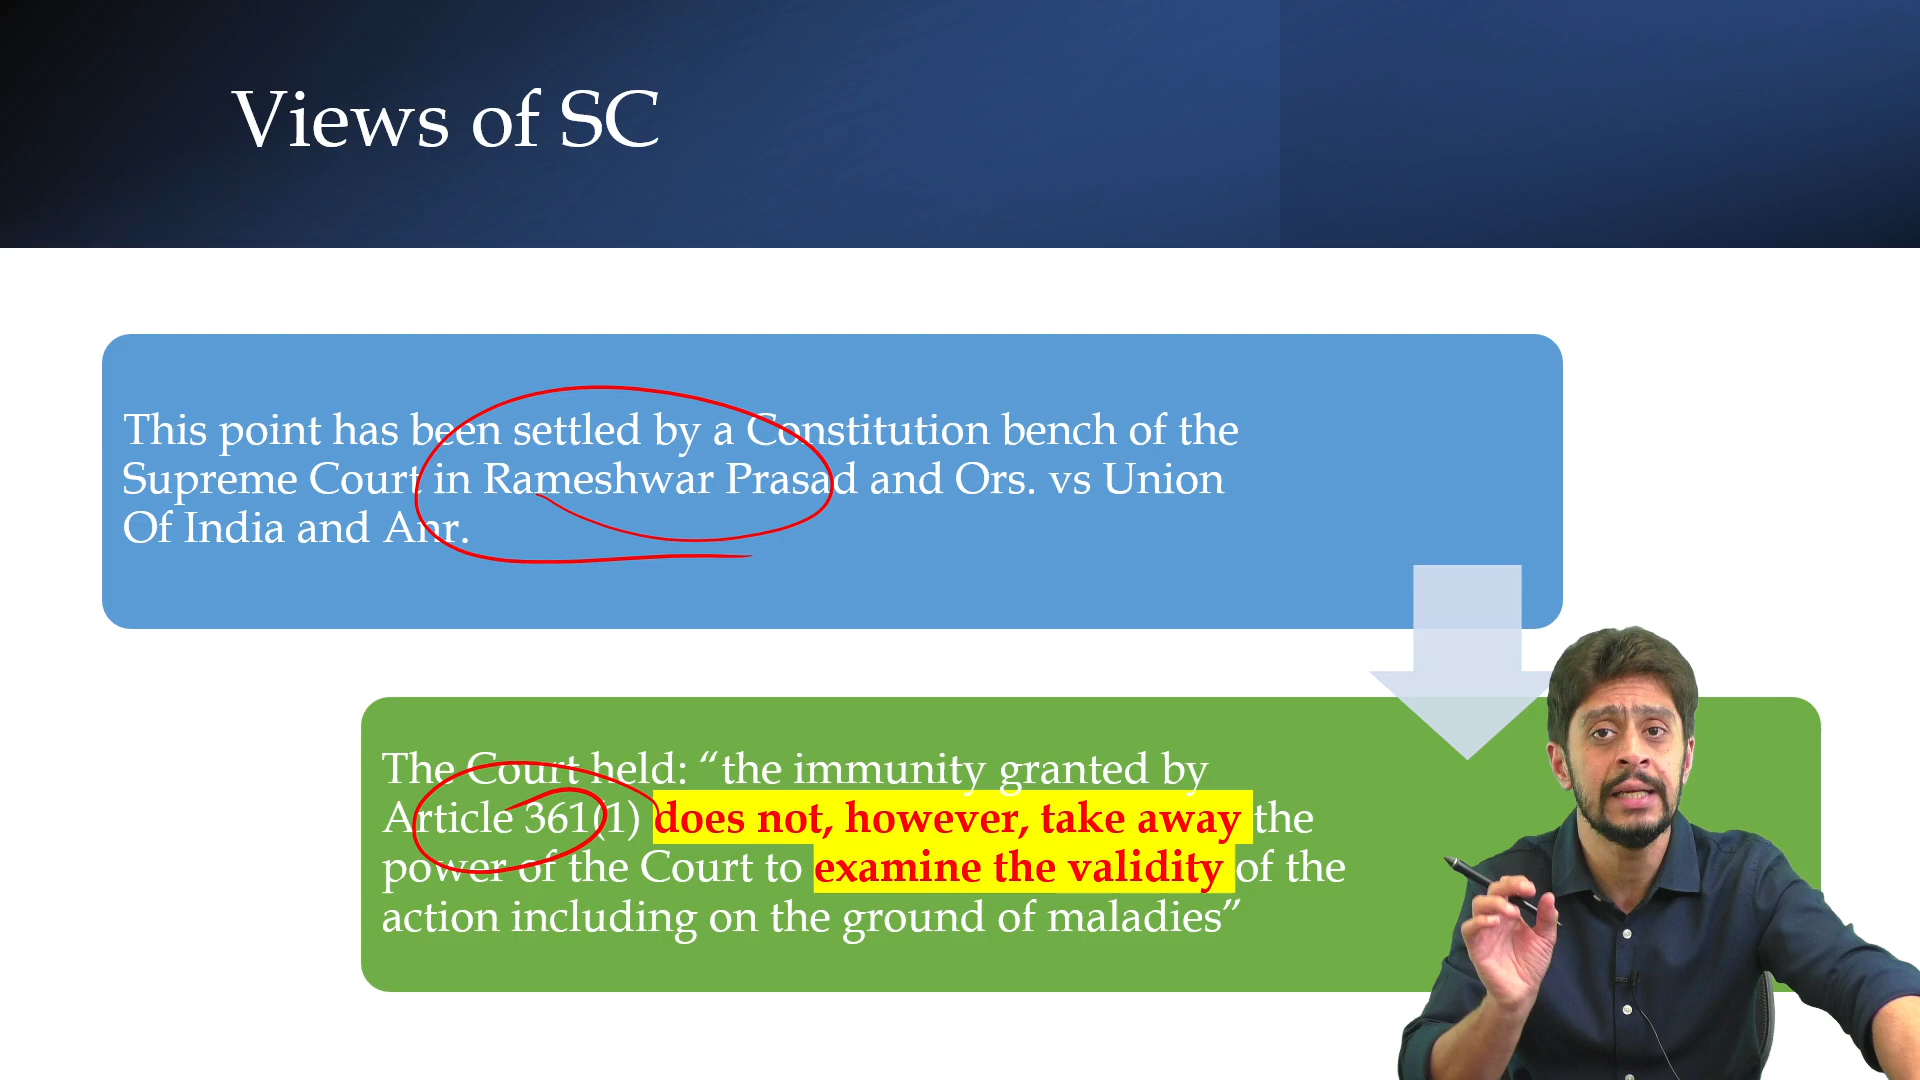 Views of SC
This point has been settled by a Constitution bench of the
Supreme Court in Rameshwar Prasad and Ors. vs Union
Of India and Anr.
The Court held: “the immunity granted by
Article 361(1) does not, however, take away the
power of the Court to examine the validity of the
action including on the ground of maladies”